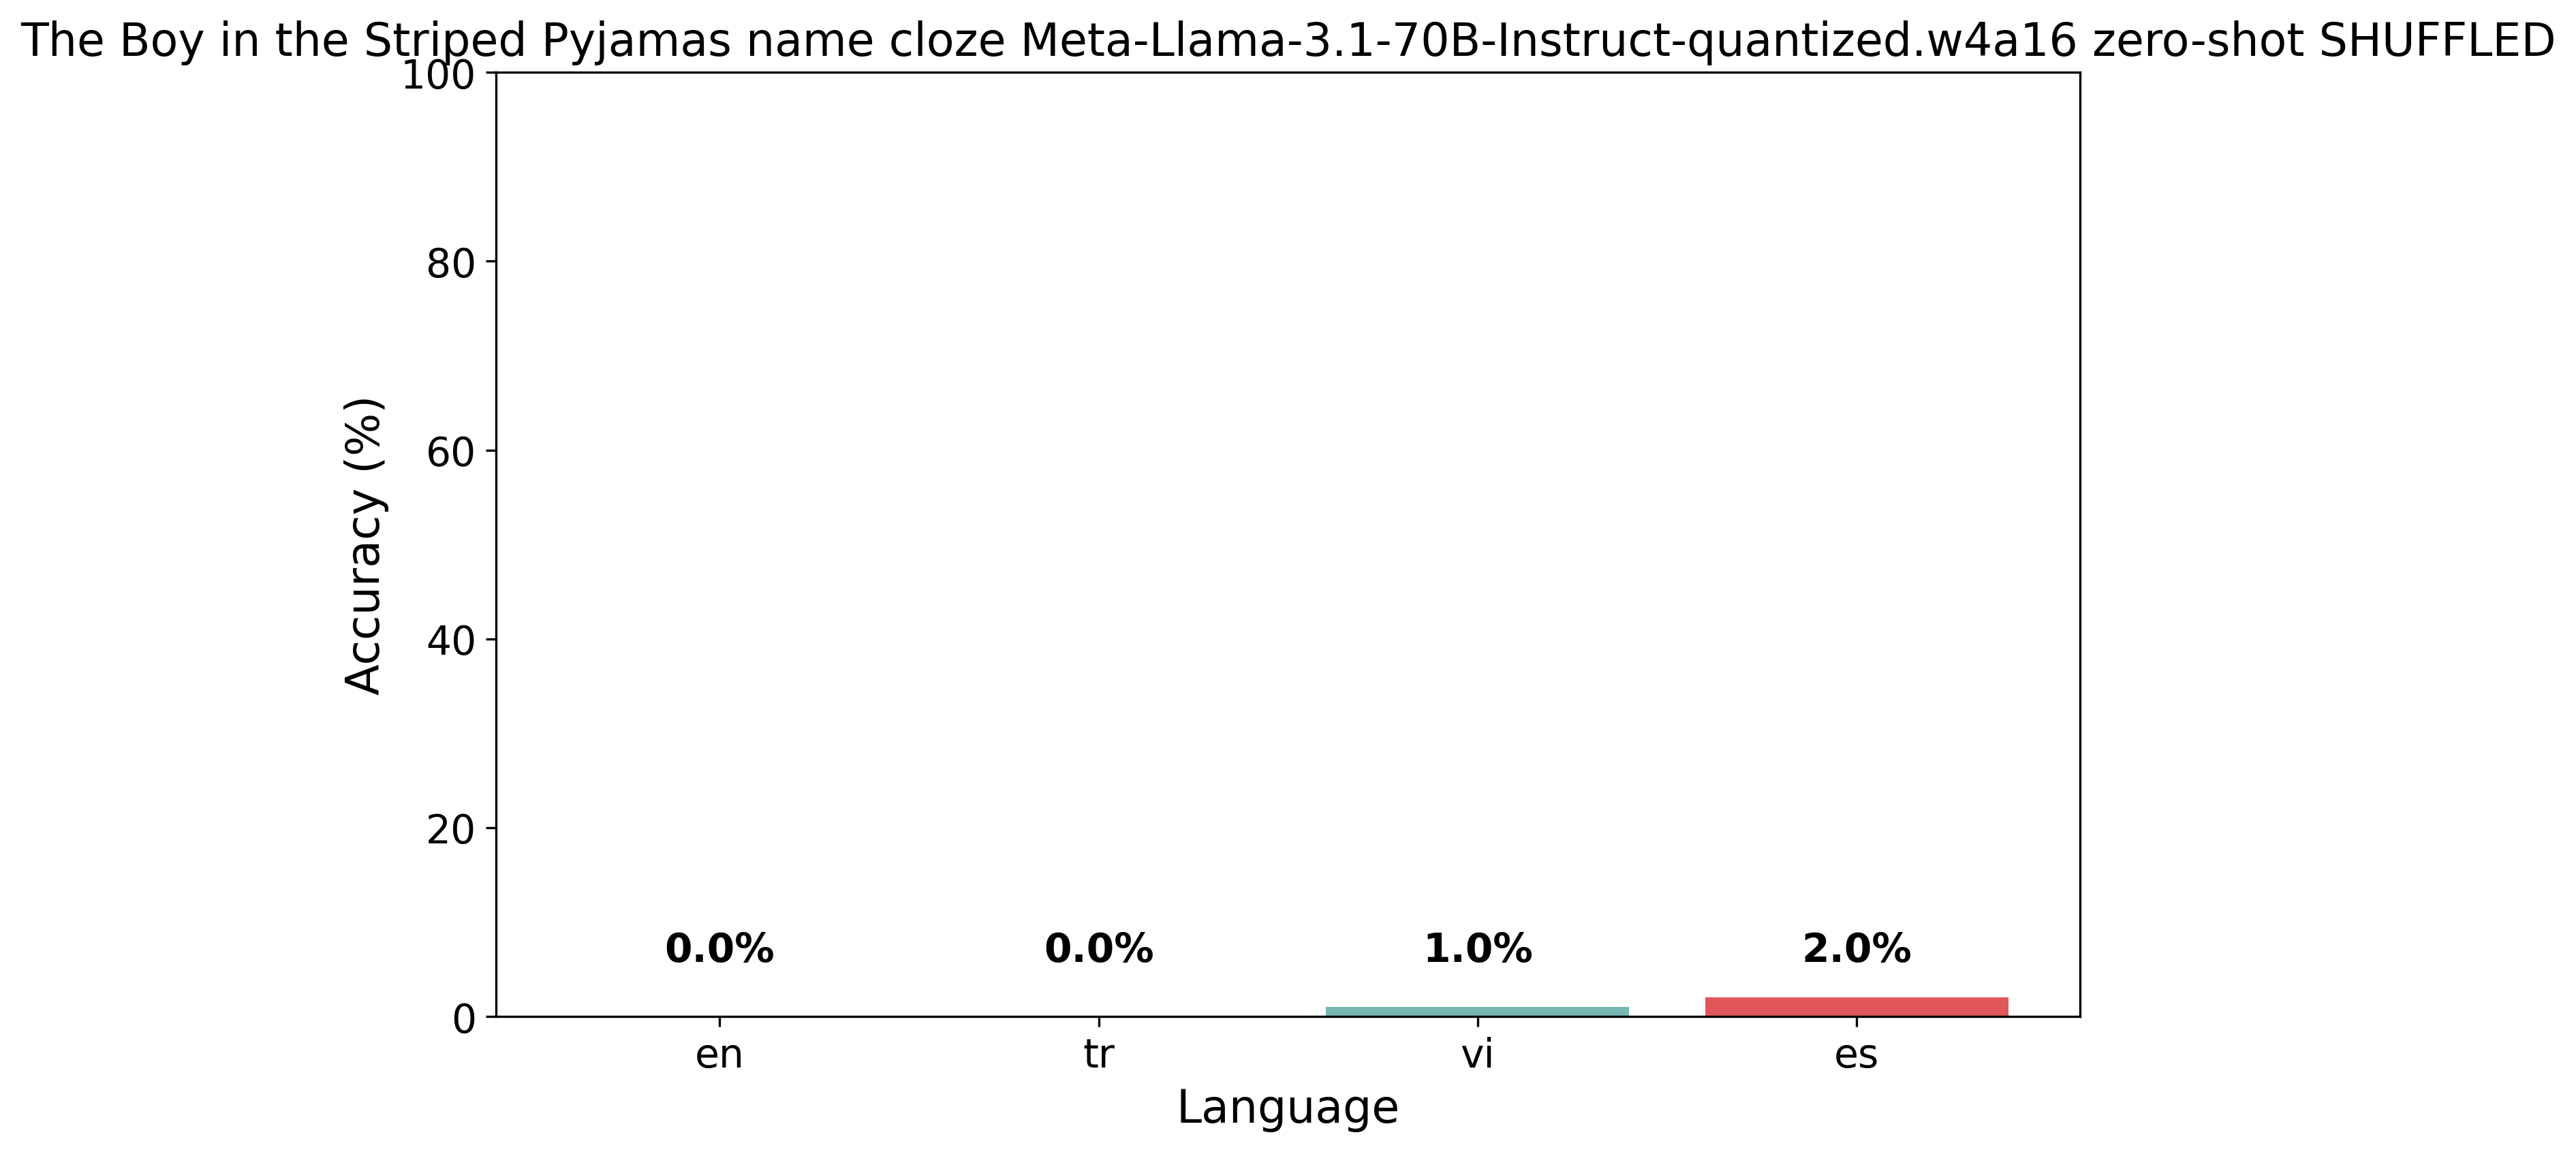 The Boy in the Striped Pyjamas name cloze Meta-Llama-3.1-70B-Instruct-quantized.w4a16 zero-shot SHUFFLED
100
80
60
40
20
0
Accuracy (%)
0.0% 0.0% 1.0% 2.0%
en tr vi es
Language